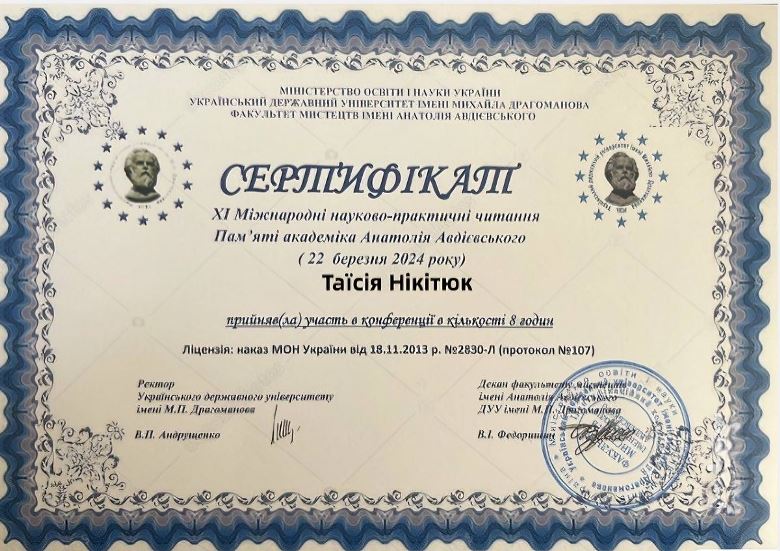 МІНІСТЕРСТВО ОСВІТИ І НАУКИ УКРАЇНИ
УКРАЇНСЬКИЙ ДЕРЖАВНИЙ УНІВЕРСИТЕТ ІМЕНІ МИХАЙЛА ДРАГОМАНОВА
ФАКУЛЬТЕТ МИСТЕЦТВ ІМЕНІ АНАТОЛІЯ АВДІЄВСЬКОГО
СЕРТИФІКАТ
XI Міжнародні науково-практичні читання
Пам’яті академіка Анатолія Авдієвського
( 22 березня 2024 року)
Таїсія Нікітюк
прийняв(ла) участь в конференції в кількості 8 годин
Ліцензія: наказ МОН України від 18.11.2013 р. №2830-Л (протокол №107)
Ректор
Українського державного університету
імені М.П. Драгоманова
В.П. Андрущенко
Декан факультету мистецтв
імені Анатолія Авдієвського
ДУУ імені М.П. Драгоманова
В.І. Федоришин